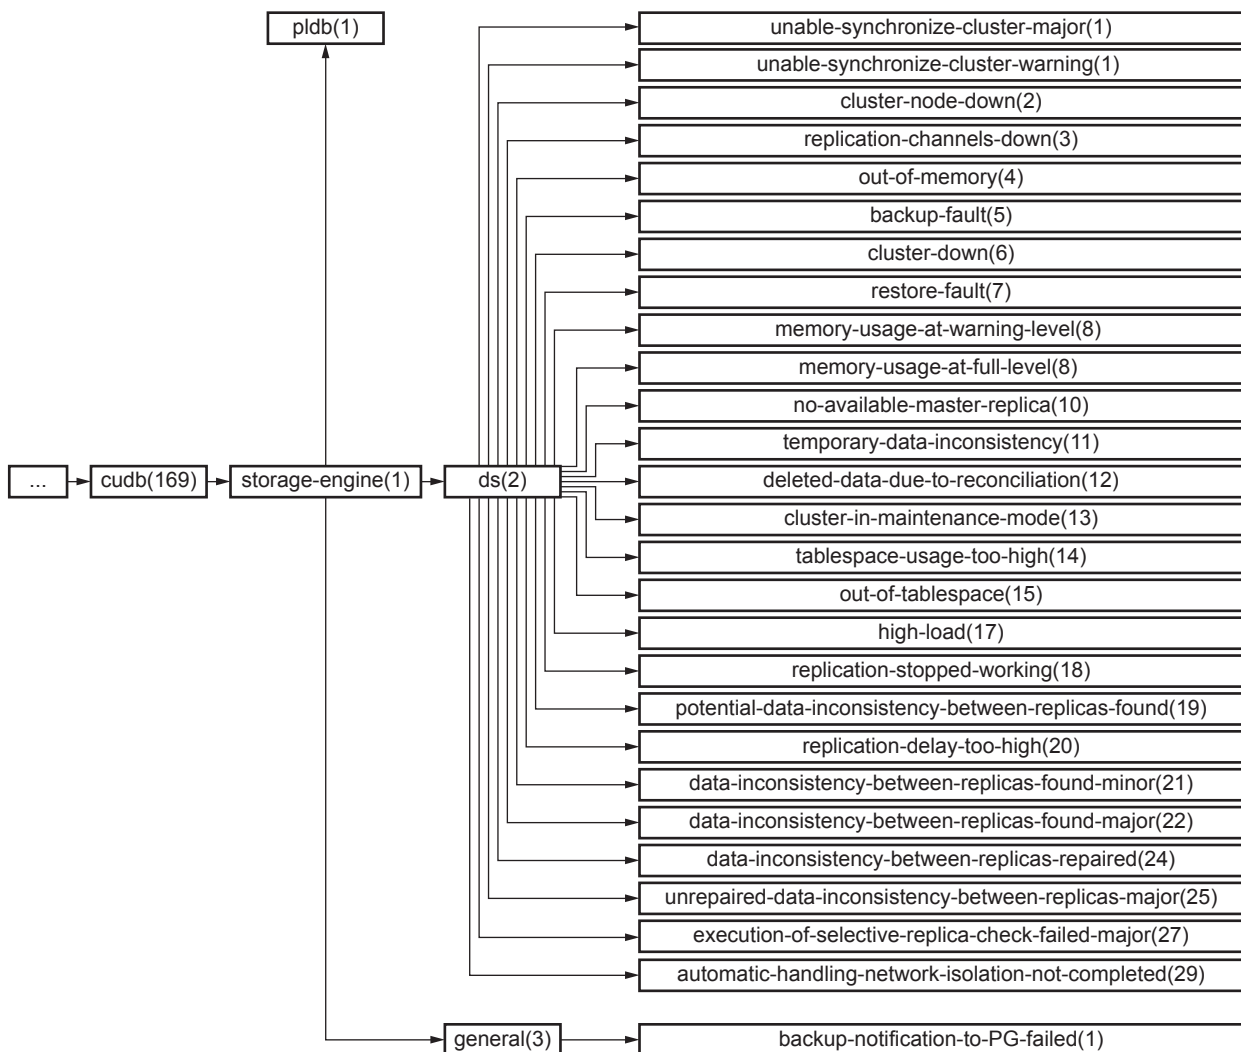 pldb(1)
unable-synchronize-cluster-major(1)
unable-synchronize-cluster-warning(1)
cluster-node-down(2)
replication-channels-down(3)
out-of-memory(4)
backup-fault(5)
cluster-down(6)
restore-fault(7)
memory-usage-at-warning-level(8)
memory-usage-at-full-level(8)
no-available-master-replica(10)
temporary-data-inconsistency(11)
... cudb(169) storage-engine(1) ds(2) deleted-data-due-to-reconciliation(12)
cluster-in-maintenance-mode(13)
tablespace-usage-too-high(14)
out-of-tablespace(15)
high-load(17)
replication-stopped-working(18)
potential-data-inconsistency-between-replicas-found(19)
replication-delay-too-high(20)
data-inconsistency-between-replicas-found-minor(21)
data-inconsistency-between-replicas-found-major(22)
data-inconsistency-between-replicas-repaired(24)
unrepaired-data-inconsistency-between-replicas-major(25)
execution-of-selective-replica-check-failed-major(27)
automatic-handling-network-isolation-not-completed(29)
general(3) backup-notification-to-PG-failed(1)